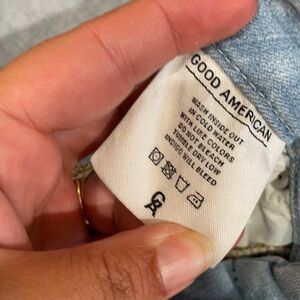 GOOD AMERICAN
WASH INSIDE OUT
IN COLD WATER
WITH LIKE COLORS
DO NOT BLEACH
TUMBLE DRY LOW
INDIGO WILL BLEED
GA